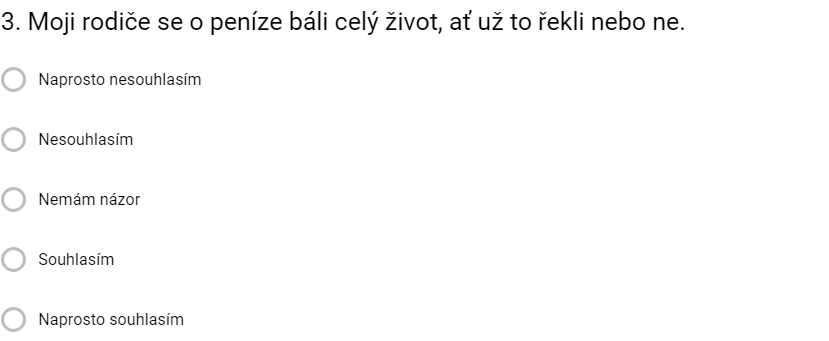 3. Moji rodiče se o peníze báli celý život, ať už to řekli nebo ne.
Naprosto nesouhlasím
Nesouhlasím
Nemám názor
Souhlasím
Naprosto souhlasím